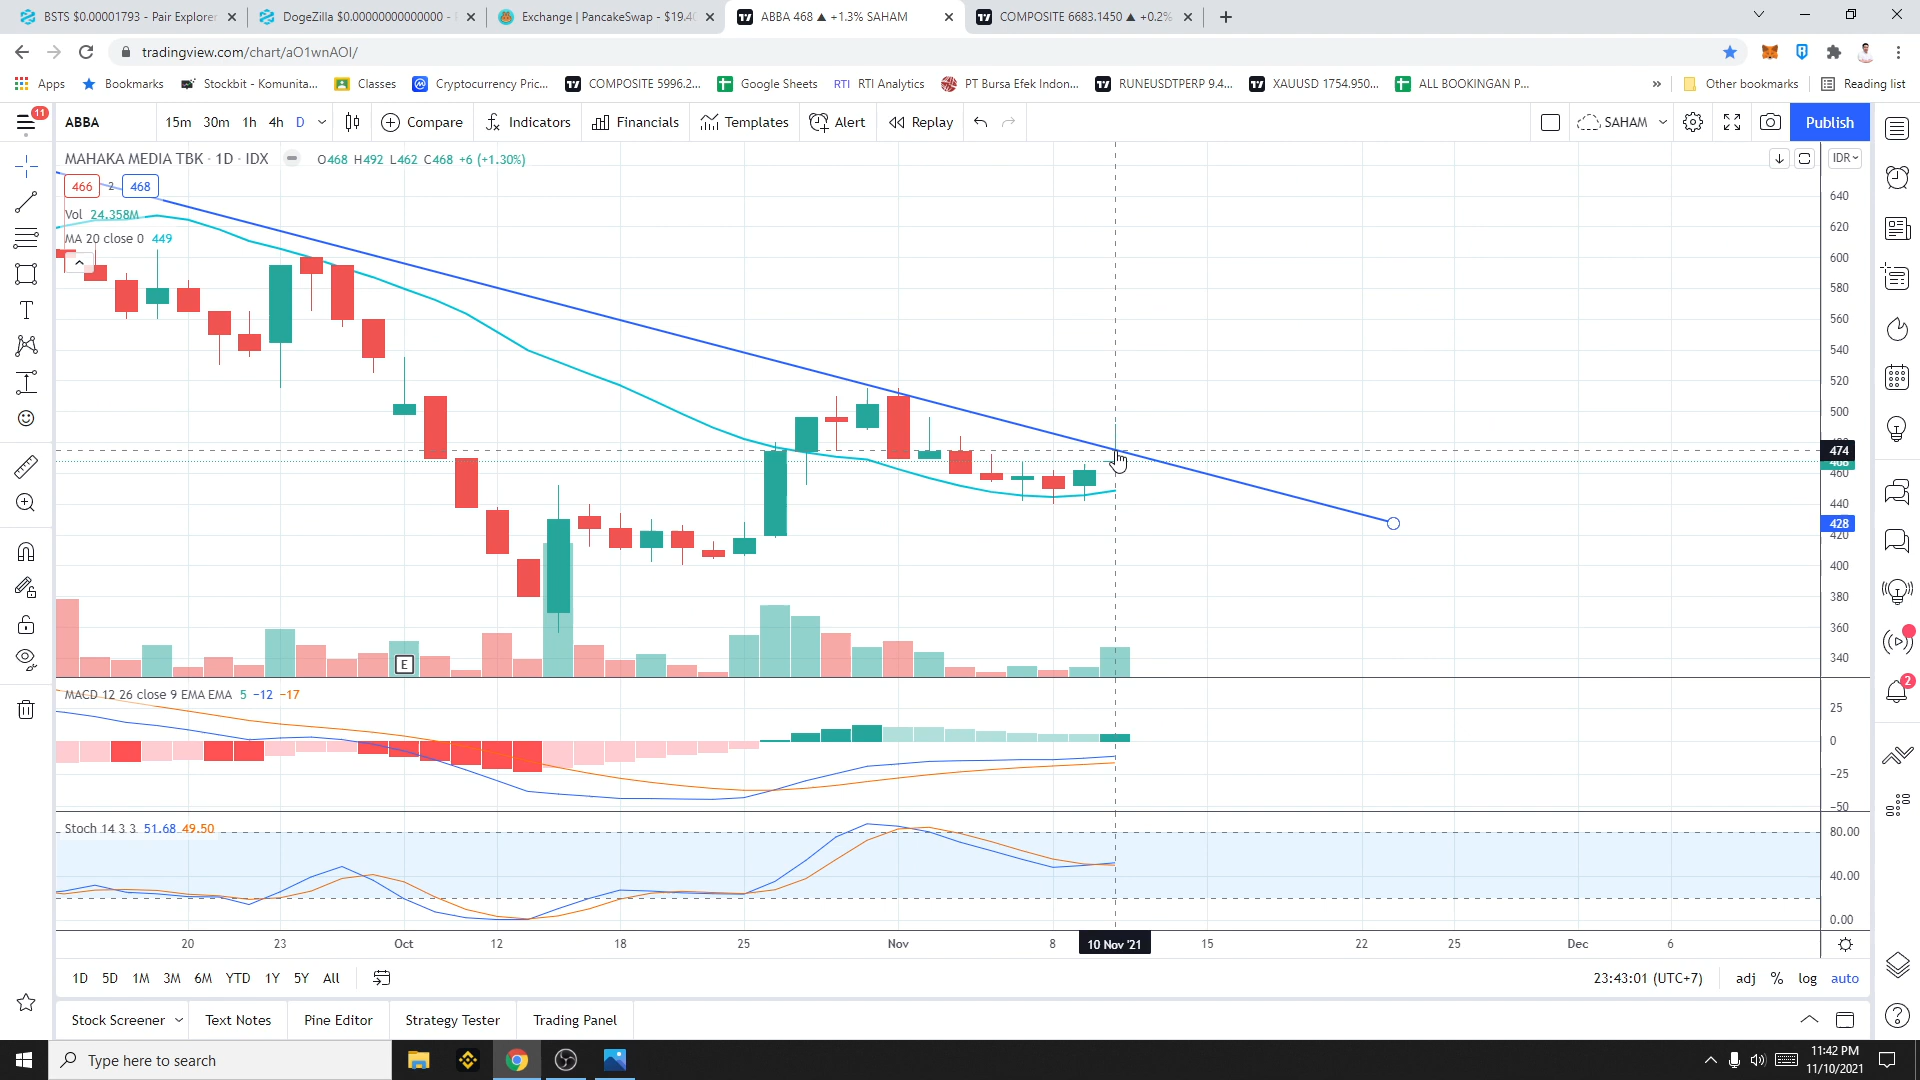 BSTS $0.00001793 - Pair Explorer
DogeZilla $0.00000000000000 -
Exchange | PancakeSwap - $19.40
ABBA 468 ▲ +1.3% SAHAM
COMPOSITE 6683.1450 ▲ +0.2%
tradingview.com/chart/aO1wnAOI/
Apps
Bookmarks
Stockbit - Komunita...
Classes
Cryptocurrency Pric...
COMPOSITE 5996.2...
Google Sheets
RTI RTI Analytics
PT Bursa Efek Indon...
RUNEUSDTPERP 9.4...
XAUUSD 1754.950...
ALL BOOKINGAN P...
»
Other bookmarks
Reading list
11
ABBA
15m 30m 1h 4h D
Compare
Indicators
Financials
Templates
Alert
Replay
SAHAM
Publish
MAHAKA MEDIA TBK · 1D · IDX
O468 H492 L462 C468 +6 (+1.30%)
IDR
466 2 468
Vol 24.358M
MA 20 close 0 449
640
620
600
580
560
540
520
500
474
460
440
428
420
400
380
360
340
E
MACD 12 26 close 9 EMA EMA 5 −12 −17
25
0
−25
−50
Stoch 14 3 3 51.68 49.50
80.00
40.00
0.00
20 23 Oct 12 18 25 Nov 8 10 Nov '21 15 22 25 Dec 6
2
1D 5D 1M 3M 6M YTD 1Y 5Y All
23:43:01 (UTC+7)
adj % log auto
Stock Screener
Text Notes
Pine Editor
Strategy Tester
Trading Panel
Type here to search
11:42 PM
11/10/2021